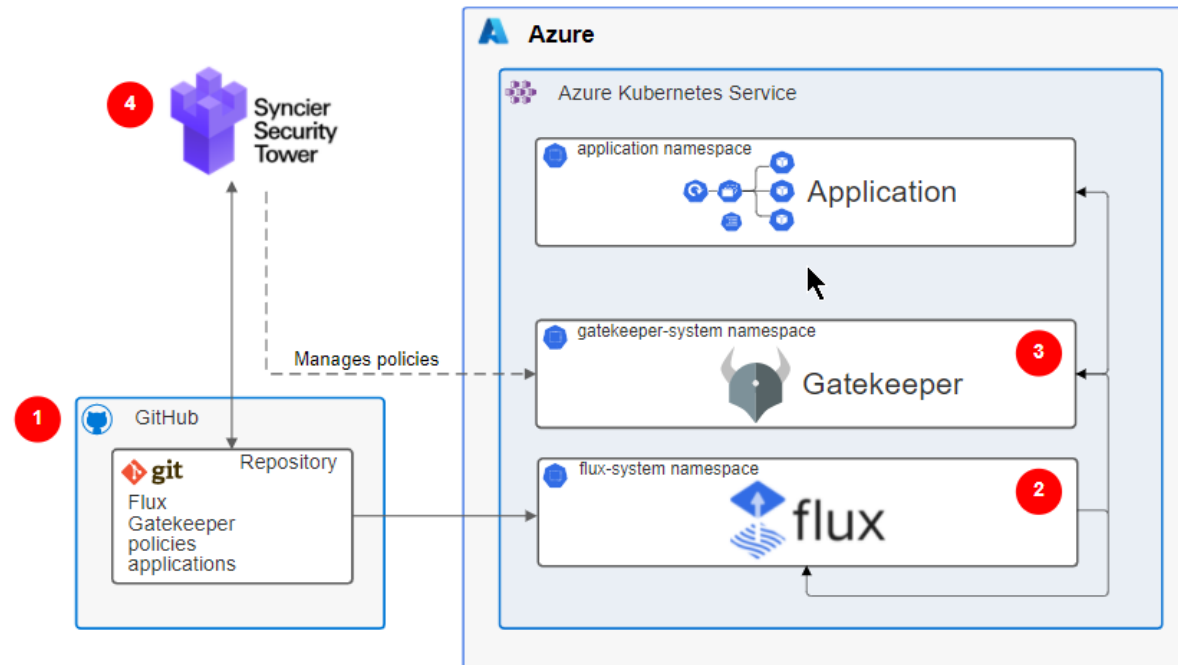 Azure
Azure Kubernetes Service
4
Syncier
Security
Tower
application namespace
Application
Manages policies
gatekeeper-system namespace
3
Gatekeeper
1
GitHub
git
Repository
Flux
Gatekeeper
policies
applications
flux-system namespace
2
flux